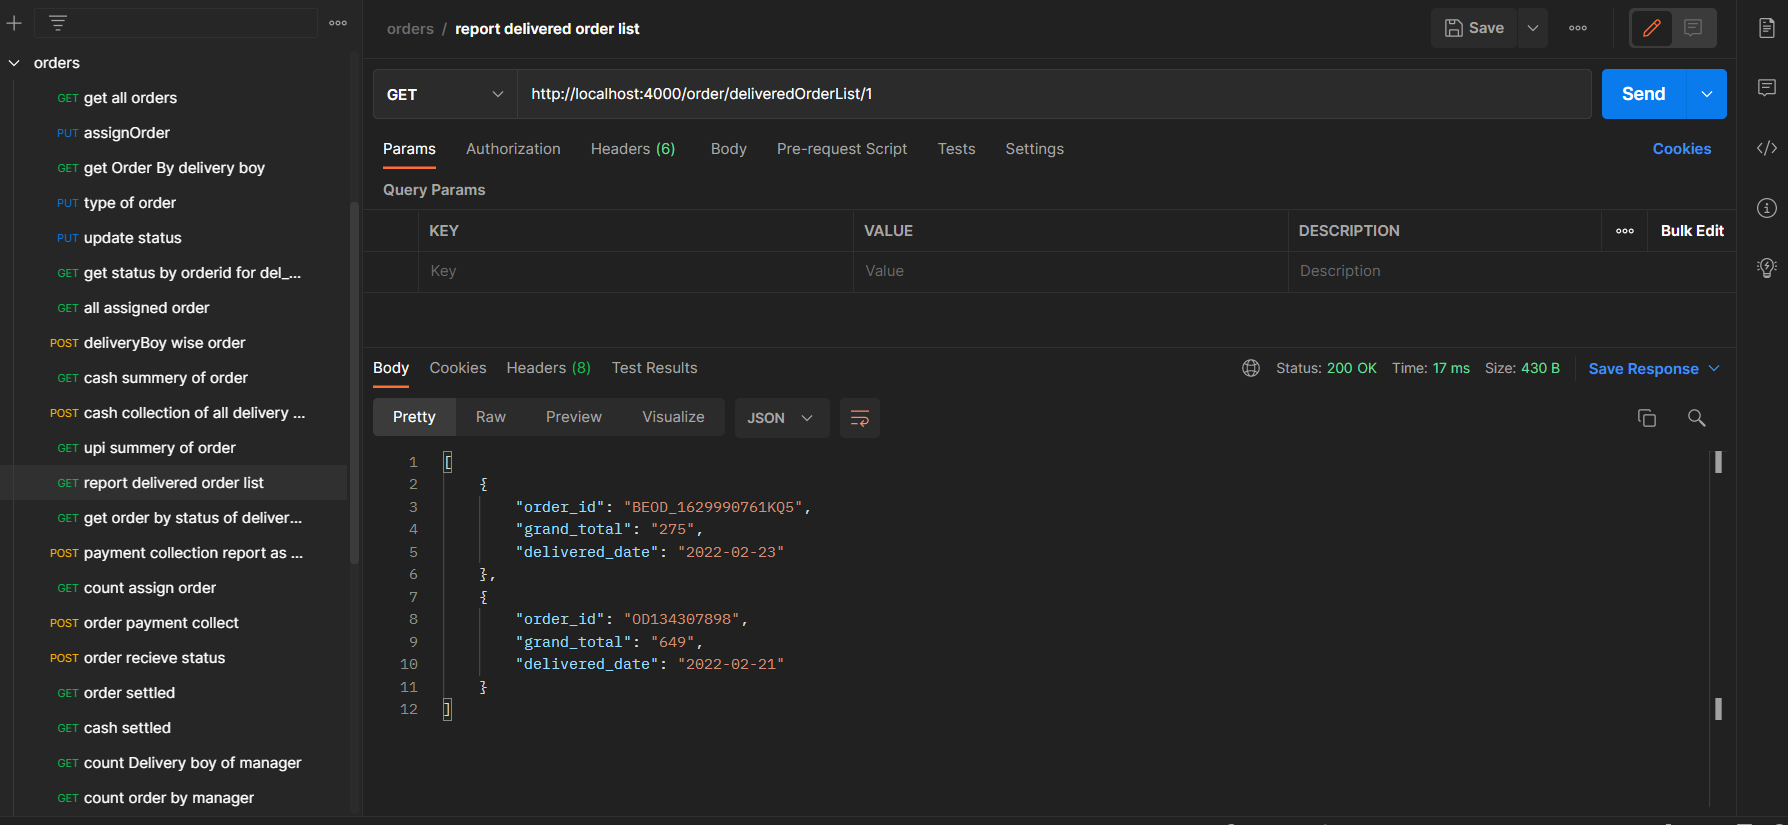 orders
GET get all orders
PUT assignOrder
GET get Order By delivery boy
PUT type of order
PUT update status
GET get status by orderid for del_...
GET all assigned order
POST deliveryBoy wise order
GET cash summery of order
POST cash collection of all delivery ...
GET upi summery of order
GET report delivered order list
GET get order by status of deliver...
POST payment collection report as ...
GET count assign order
POST order payment collect
POST order recieve status
GET order settled
GET cash settled
GET count Delivery boy of manager
GET count order by manager
orders / report delivered order list
Save
GET http://localhost:4000/order/deliveredOrderList/1 Send
Params Authorization Headers (6) Body Pre-request Script Tests Settings Cookies
Query Params
KEY VALUE DESCRIPTION Bulk Edit
Key Value Description
Body Cookies Headers (8) Test Results Status: 200 OK Time: 17 ms Size: 430 B Save Response
Pretty Raw Preview Visualize JSON
1 [
2 {
3 "order_id": "BEOD_1629990761KQ5",
4 "grand_total": "275",
5 "delivered_date": "2022-02-23"
6 },
7 {
8 "order_id": "OD134307898",
9 "grand_total": "649",
10 "delivered_date": "2022-02-21"
11 }
12 ]